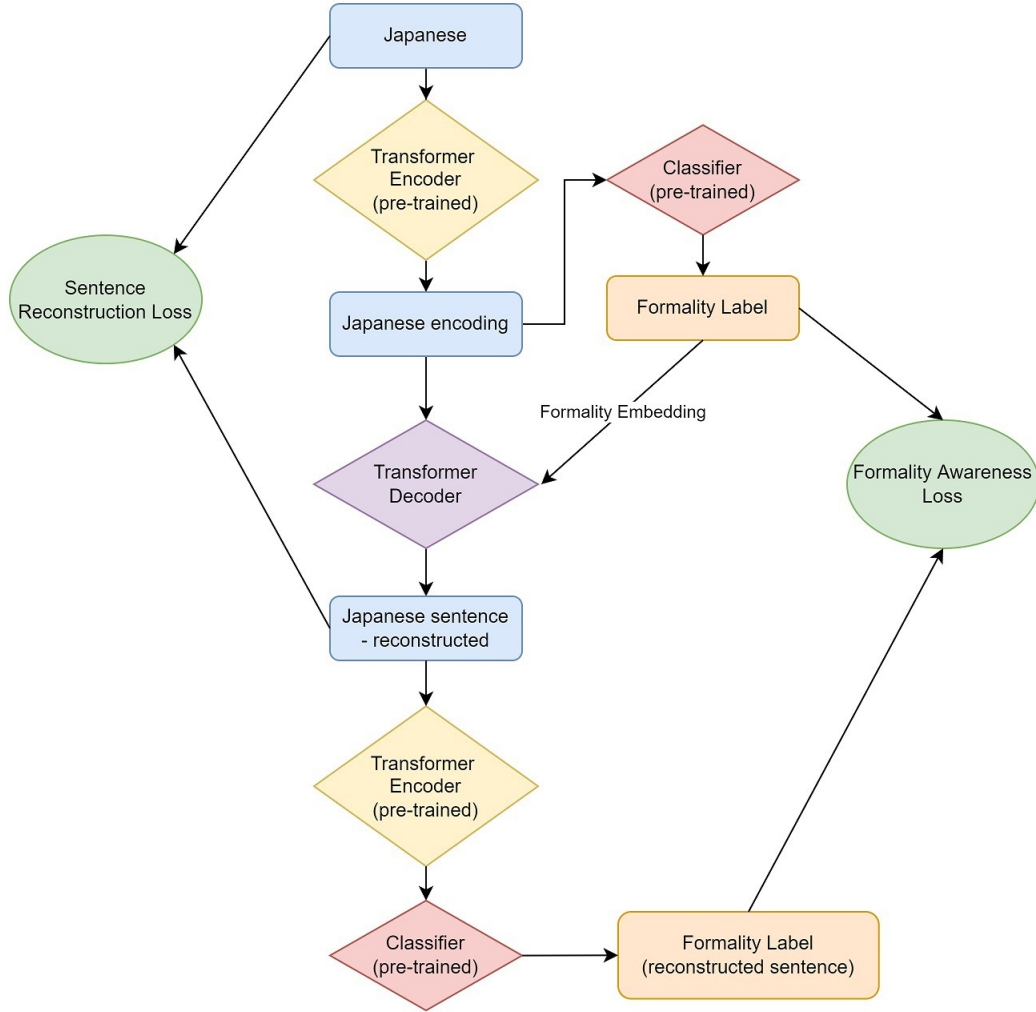 Japanese
Transformer
Encoder
(pre-trained)
Classifier
(pre-trained)
Sentence
Reconstruction Loss
Japanese encoding
Formality Label
Formality Embedding
Transformer
Decoder
Formality Awareness
Loss
Japanese sentence
- reconstructed
Transformer
Encoder
(pre-trained)
Classifier
(pre-trained)
Formality Label
(reconstructed sentence)